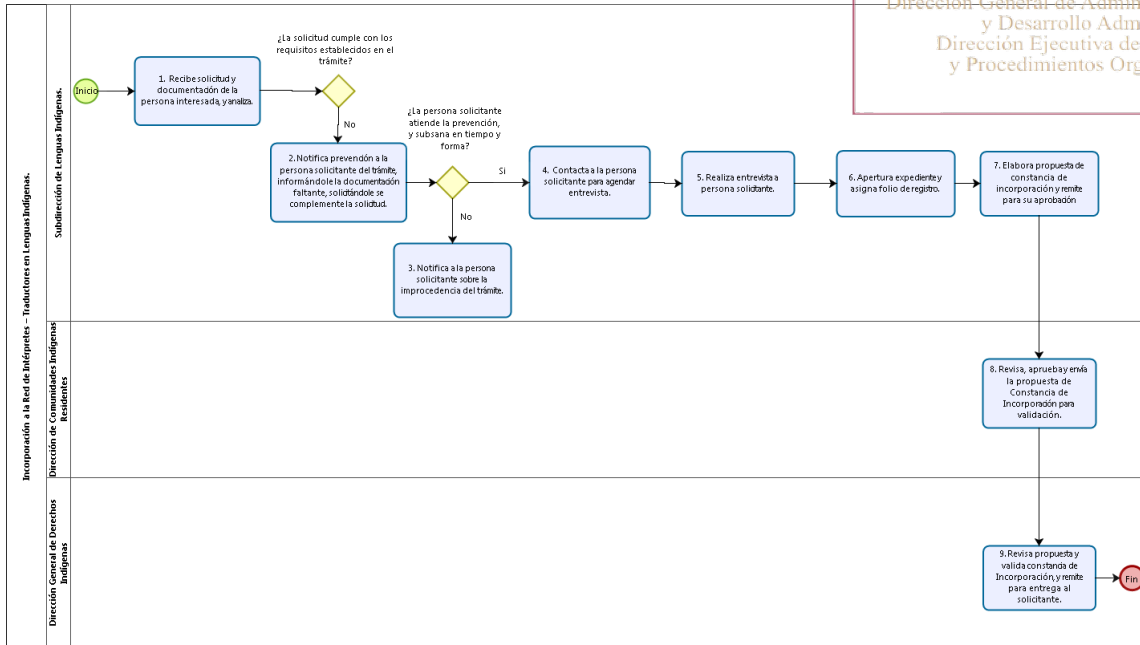 Dirección General de Admin
y Desarrollo Adm
Dirección Ejecutiva de
y Procedimientos Org
Incorporación a la Red de Intérpretes – Traductores en Lenguas Indígenas.
Subdirección de Lenguas Indígenas.
Inicio
1. Recibe solicitud y
documentación de la
persona interesada, y analiza.
¿La solicitud cumple con los
requisitos establecidos en el
trámite?
No
2. Notifica prevención a la
persona solicitante del trámite,
informándole la documentación
faltante, solicitándole se
complemente la solicitud.
¿La persona solicitante
atiende la prevención,
y subsana en tiempo y
forma?
Si
No
3. Notifica a la persona
solicitante sobre la
improcedencia del trámite.
4. Contacta a la persona
solicitante para agendar
entrevista.
5. Realiza entrevista a
persona solicitante.
6. Apertura expediente y
asigna folio de registro.
7. Elabora propuesta de
constancia de
incorporación y remite
para su aprobación
Dirección de Comunidades Indígenas
Residentes
8. Revisa, aprueba y envía
la propuesta de
Constancia de
Incorporación para
validación.
Dirección General de Derechos
Indígenas
9. Revisa propuesta y
valida constancia de
Incorporación, y remite
para entrega al
solicitante.
Fin